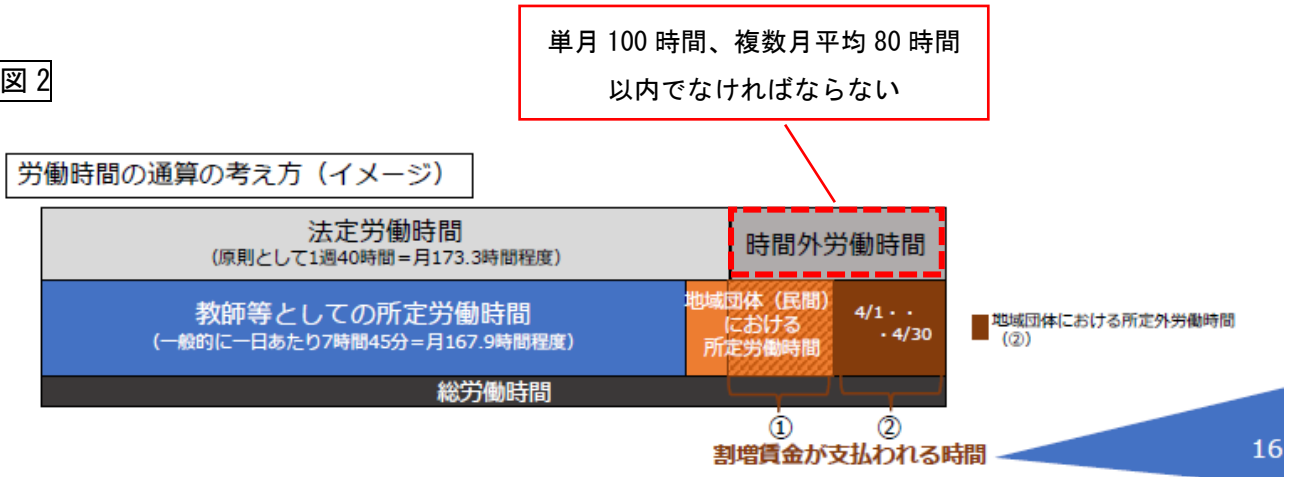 単月 100 時間、複数月平均 80 時間
以内でなければならない
図 2
労働時間の通算の考え方（イメージ）
法定労働時間
（原則として1週40時間＝月173.3時間程度）
時間外労働時間
教師等としての所定労働時間
（一般的に一日あたり7時間45分＝月167.9時間程度）
地域団体（民間）
における
所定労働時間
4/1・・
・4/30
地域団体における所定外労働時間
（②）
総労働時間
①
②
割増賃金が支払われる時間
16